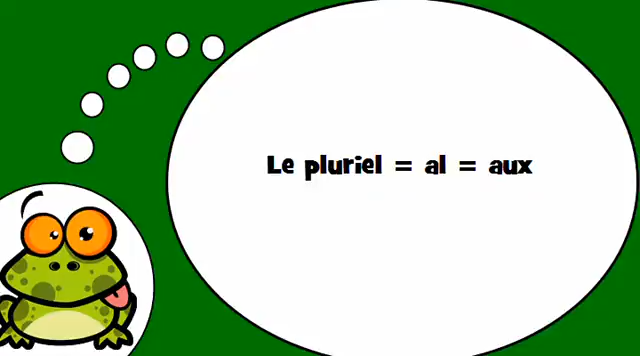 Le pluriel = al = aux